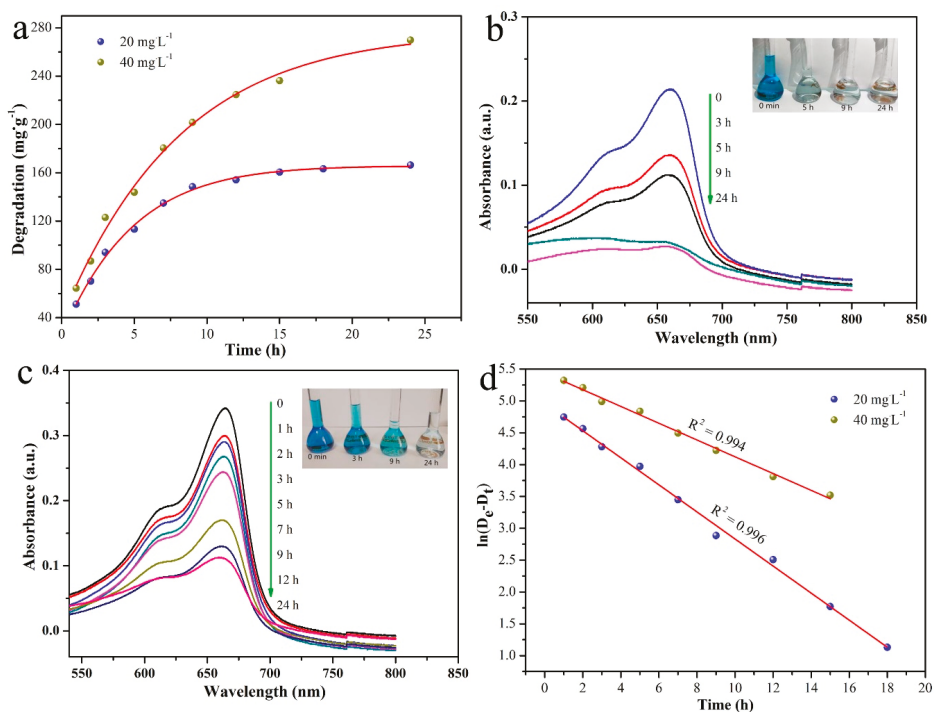 a
280
240
200
160
120
80
40
0
5
10
15
20
25
Degradation (mg·g-1)
Time (h)
20 mg·L-1
40 mg·L-1
b
0.3
0.2
0.1
0.0
550
600
650
700
750
800
850
Absorbance (a.u.)
Wavelength (nm)
0
3 h
5 h
9 h
24 h
0 min
5 h
9 h
24 h
c
0.4
0.3
0.2
0.1
0.0
550
600
650
700
750
800
850
Absorbance (a.u.)
Wavelength (nm)
0
1 h
2 h
3 h
5 h
7 h
9 h
12 h
24 h
0 min
3 h
9 h
24 h
d
5.5
5.0
4.5
4.0
3.5
3.0
2.5
2.0
1.5
1.0
0
2
4
6
8
10
12
14
16
18
20
ln(De-Dt)
Time (h)
20 mg·L-1
40 mg·L-1
R2 = 0.994
R2 = 0.996